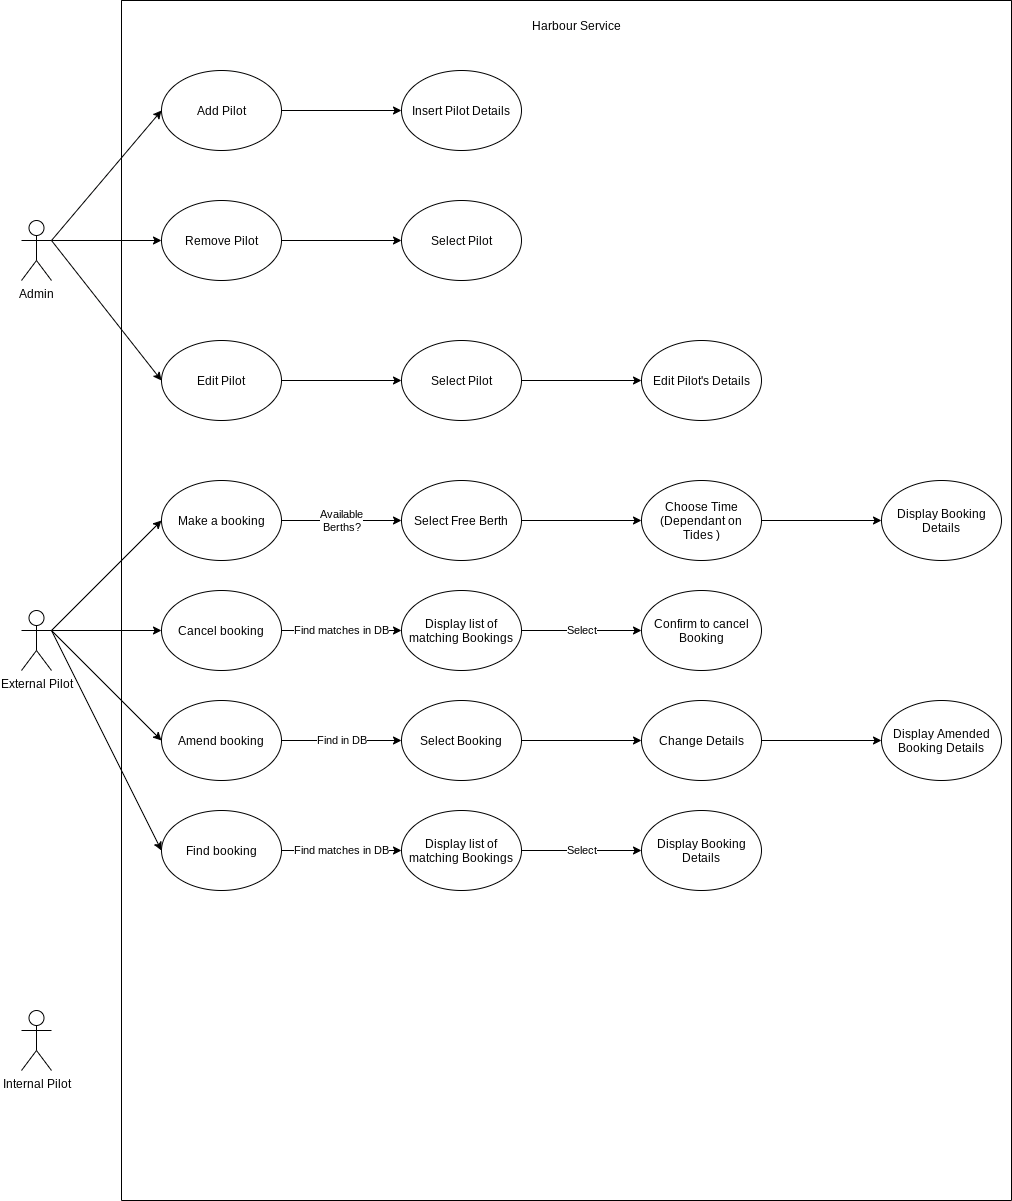 Harbour Service
Add Pilot
Insert Pilot Details
Remove Pilot
Select Pilot
Admin
Edit Pilot
Select Pilot
Edit Pilot's Details
Make a booking
Available
Berths?
Select Free Berth
Choose Time
(Dependant on
Tides )
Display Booking
Details
Cancel booking
Find matches in DB
Display list of
matching Bookings
Select
Confirm to cancel
Booking
External Pilot
Amend booking
Find in DB
Select Booking
Change Details
Display Amended
Booking Details
Find booking
Find matches in DB
Display list of
matching Bookings
Select
Display Booking
Details
Internal Pilot